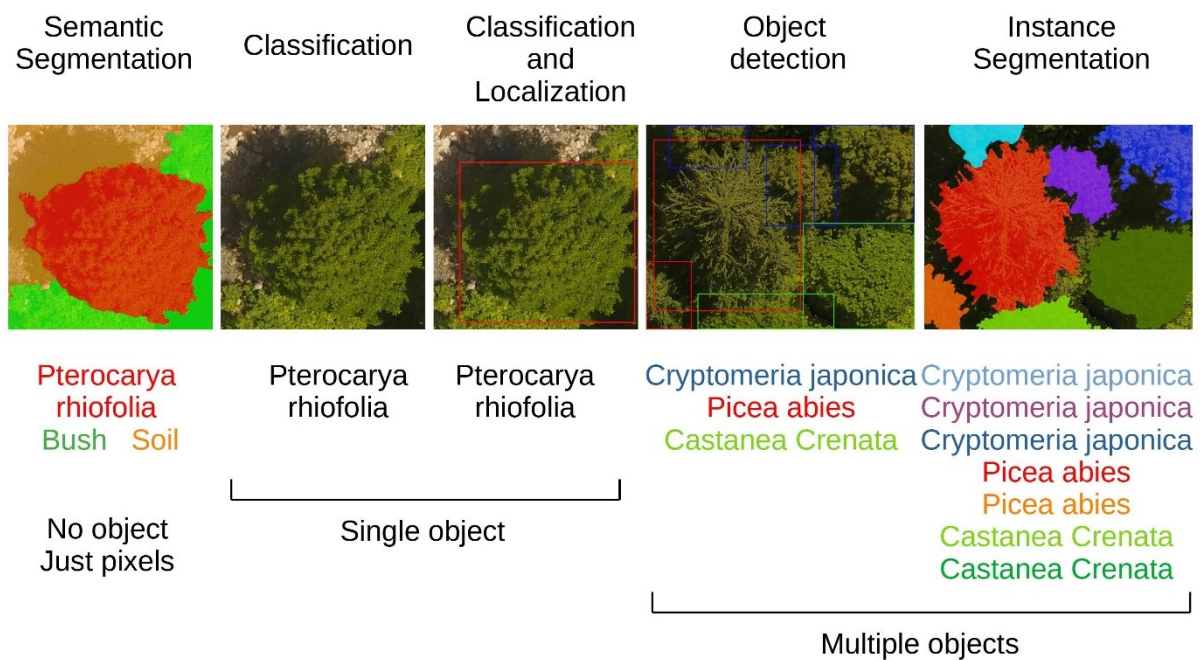 Semantic
Segmentation
Classification
Classification
and
Localization
Object
detection
Instance
Segmentation
Pterocarya
rhiofolia
Bush Soil
Pterocarya
rhiofolia
Pterocarya
rhiofolia
Cryptomeria japonica
Picea abies
Castanea Crenata
Cryptomeria japonica
Cryptomeria japonica
Cryptomeria japonica
Picea abies
Picea abies
Castanea Crenata
Castanea Crenata
No object
Just pixels
Single object
Multiple objects